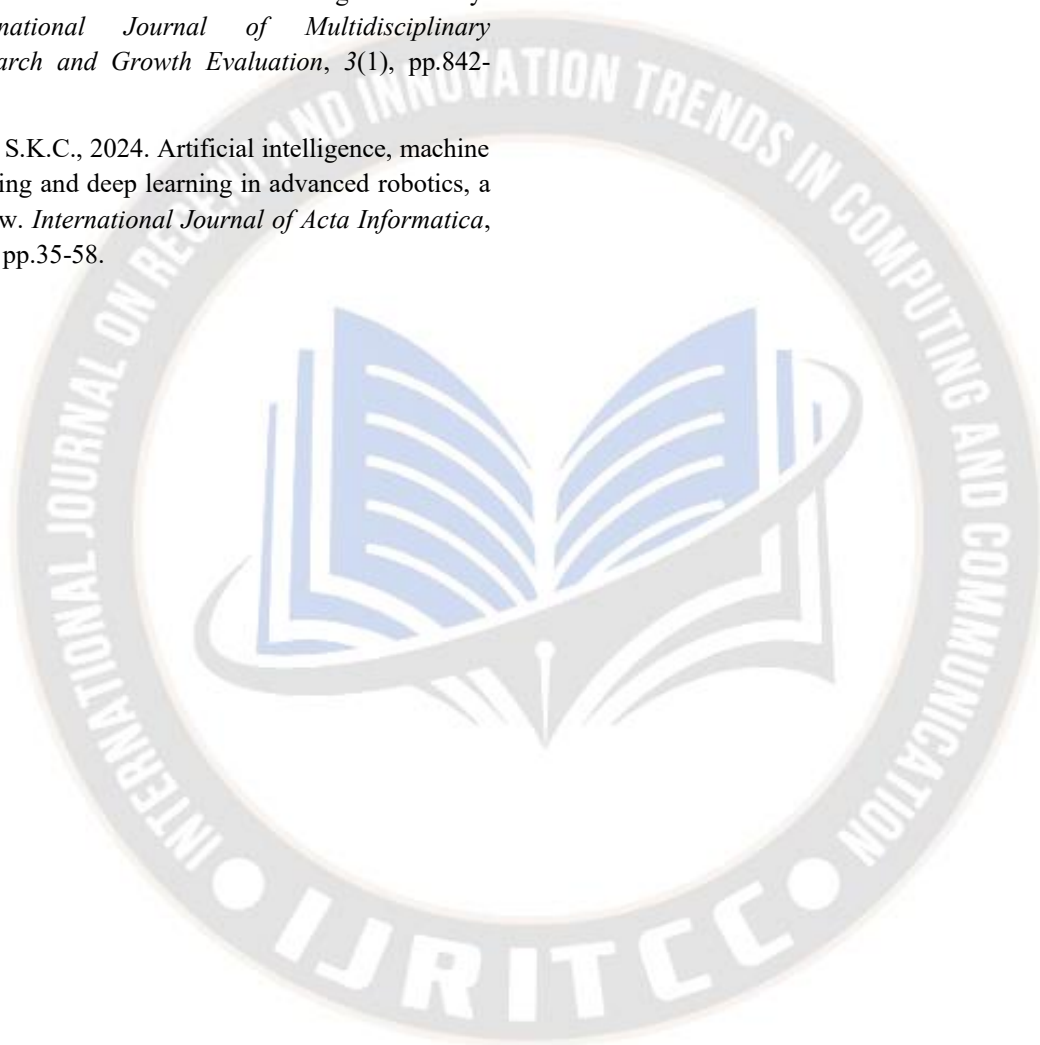 national Journal of Multidisciplinary
arch and Growth Evaluation, 3(1), pp.842-
S.K.C., 2024. Artificial intelligence, machine
ing and deep learning in advanced robotics, a
w. International Journal of Acta Informatica,
pp.35-58.
INTERNATIONAL JOURNAL ON RECENT AND INNOVATION TRENDS IN COMPUTING AND COMMUNICATION
IJRITCC